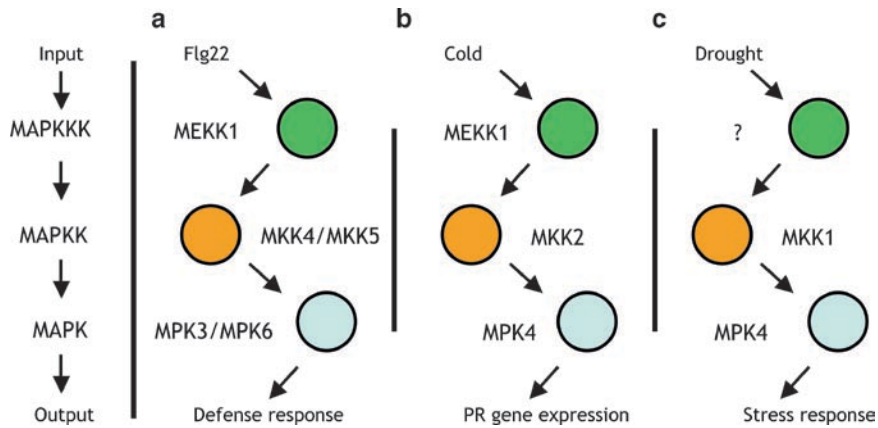 a
b
c
Input
MAPKKK
MAPKK
MAPK
Output
Flg22
MEKK1
MKK4/MKK5
MPK3/MPK6
Defense response
Cold
MEKK1
MKK2
MPK4
PR gene expression
Drought
?
MKK1
MPK4
Stress response